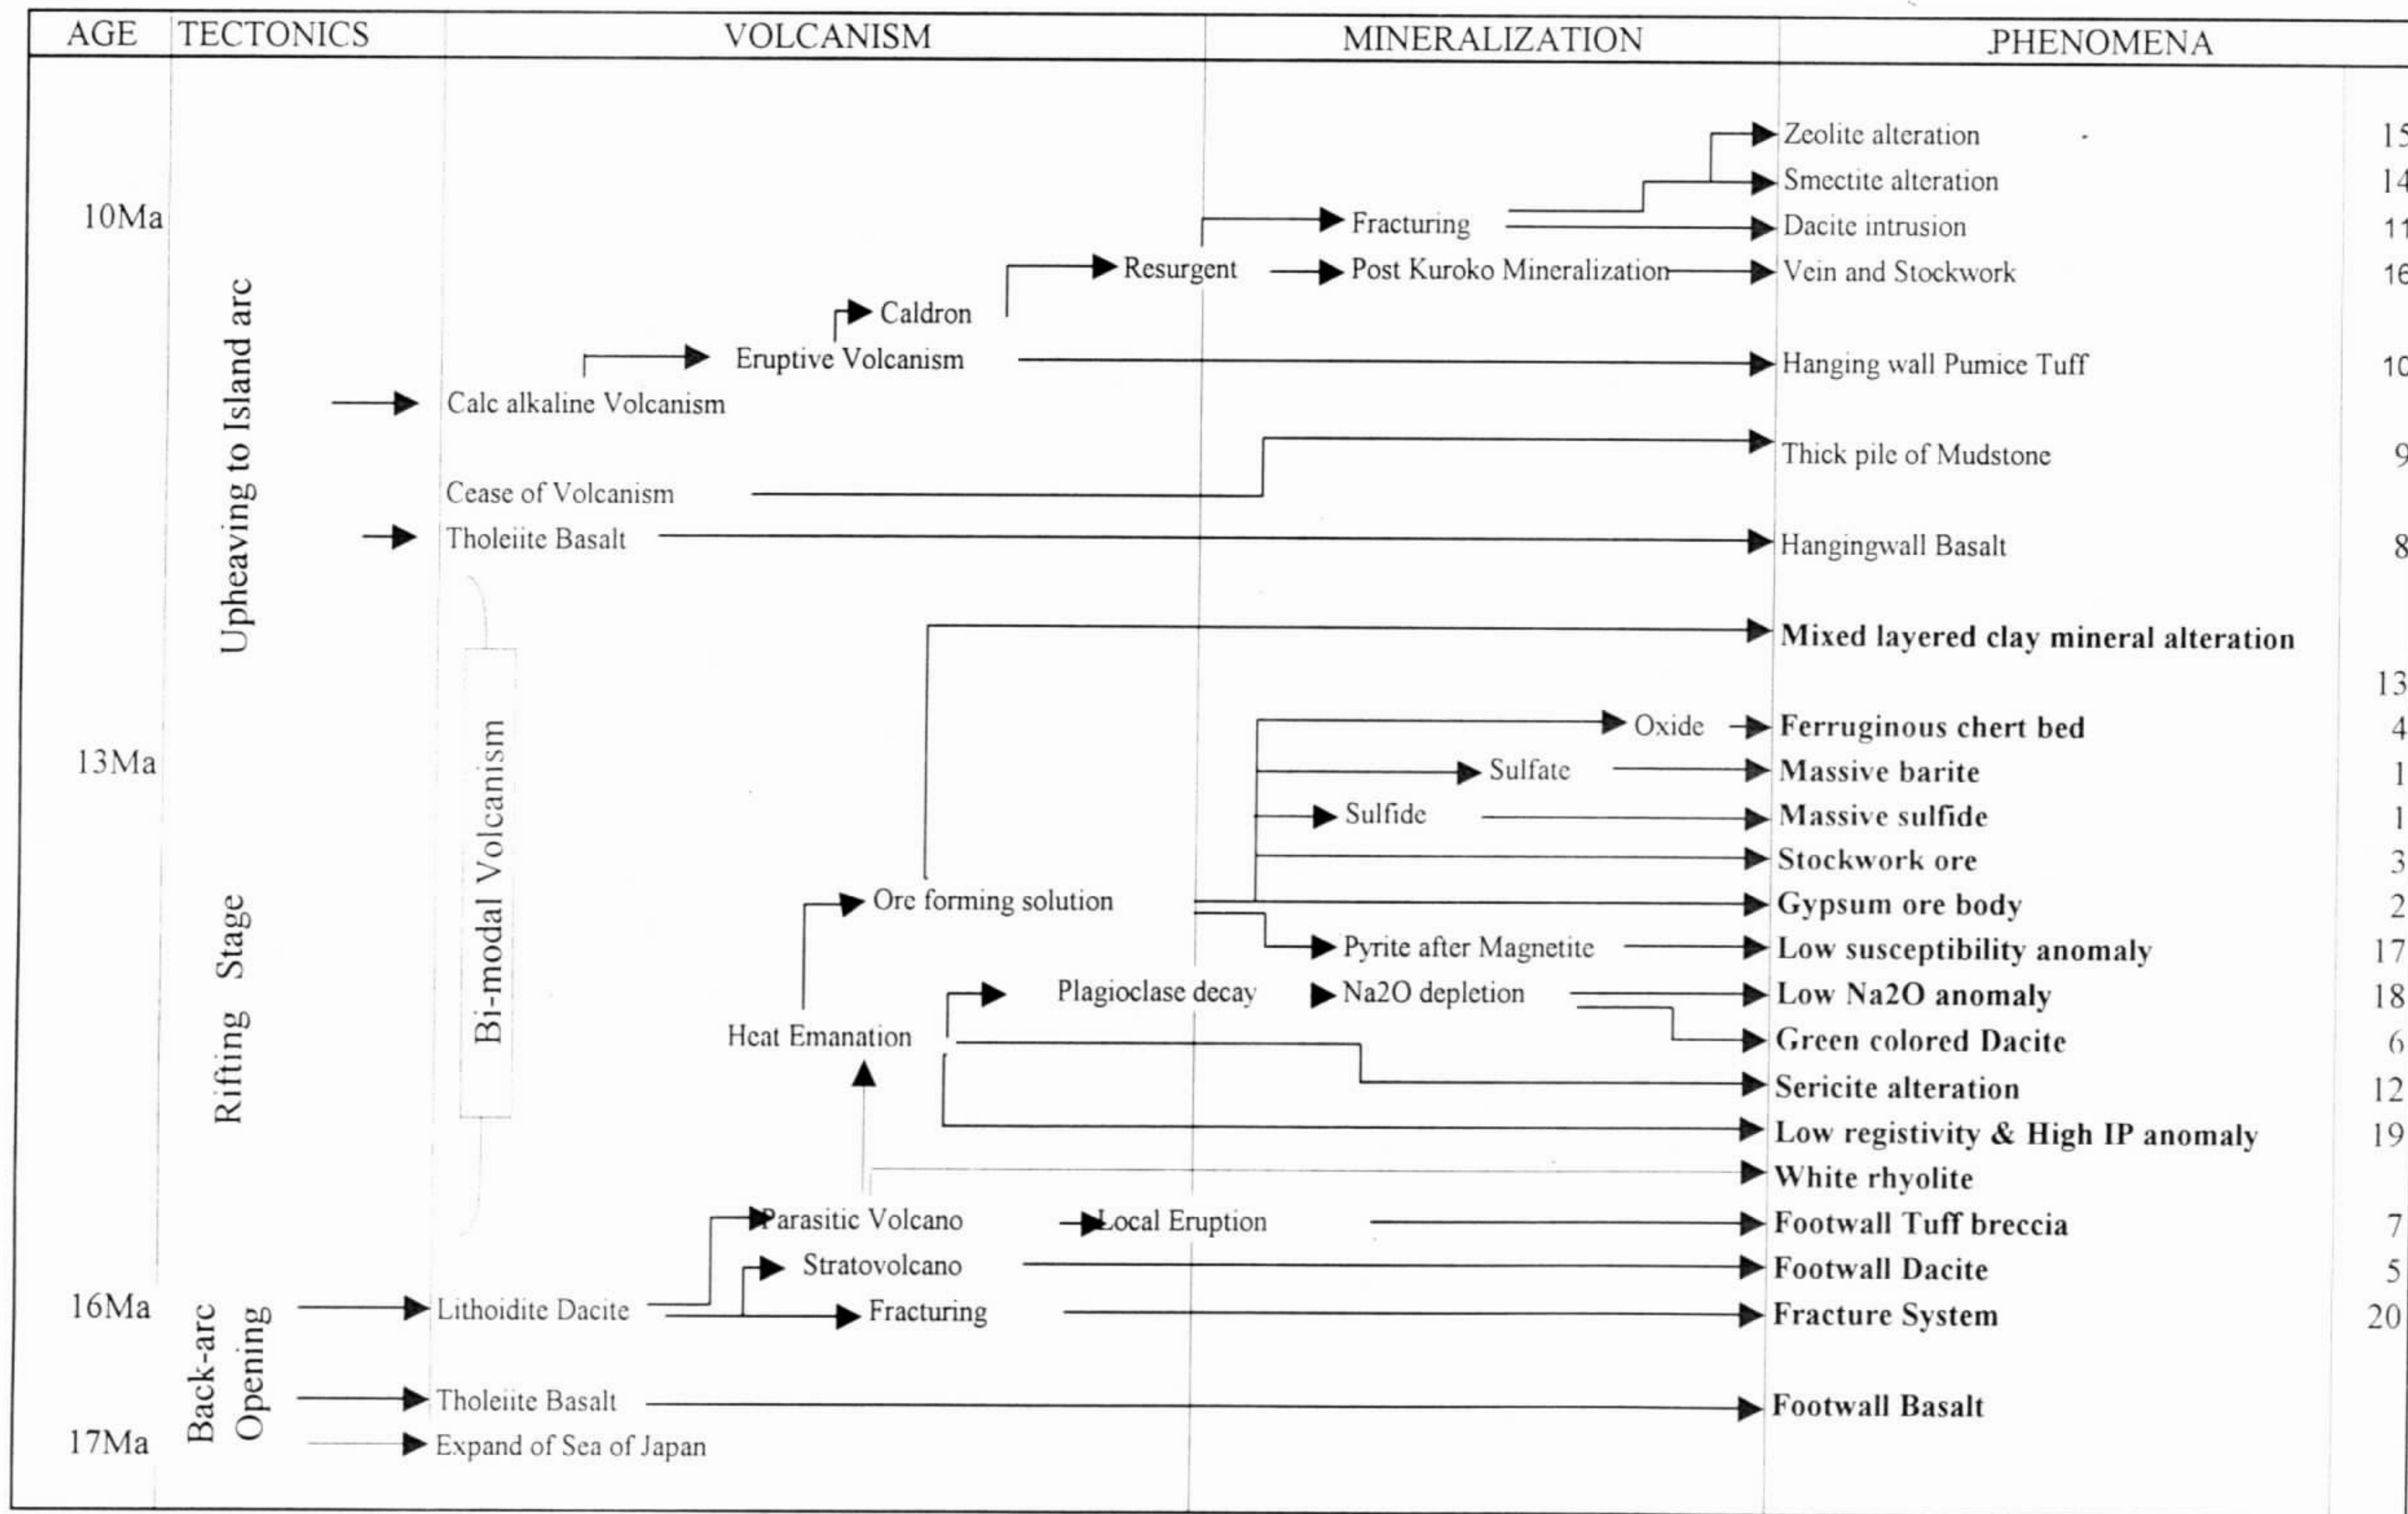 AGE TECTONICS VOLCANISM MINERALIZATION PHENOMENA
Zeolite alteration 15
Smectite alteration 14
10Ma Fracturing Dacite intrusion 11
Resurgent Post Kuroko Mineralization Vein and Stockwork 16
Caldron
Eruptive Volcanism Hanging wall Pumice Tuff 10
Calc alkaline Volcanism
Upheaving to Island arc
Thick pile of Mudstone 9
Cease of Volcanism
Tholeiite Basalt Hangingwall Basalt 8
Mixed layered clay mineral alteration
13
Oxide Ferruginous chert bed 4
13Ma Sulfate Massive barite 1
Sulfide Massive sulfide 1
Bi-modal Volcanism
Stockwork ore 3
Ore forming solution Gypsum ore body 2
Pyrite after Magnetite Low susceptibility anomaly 17
Rifting Stage
Plagioclase decay Na2O depletion Low Na2O anomaly 18
Heat Emanation Green colored Dacite 6
Sericite alteration 12
Low registivity & High IP anomaly 19
White rhyolite
Parasitic Volcano Local Eruption Footwall Tuff breccia 7
Stratovolcano Footwall Dacite 5
16Ma Lithoidite Dacite Fracturing Fracture System 20
Back-arc
Opening
Tholeiite Basalt Footwall Basalt
17Ma Expand of Sea of Japan